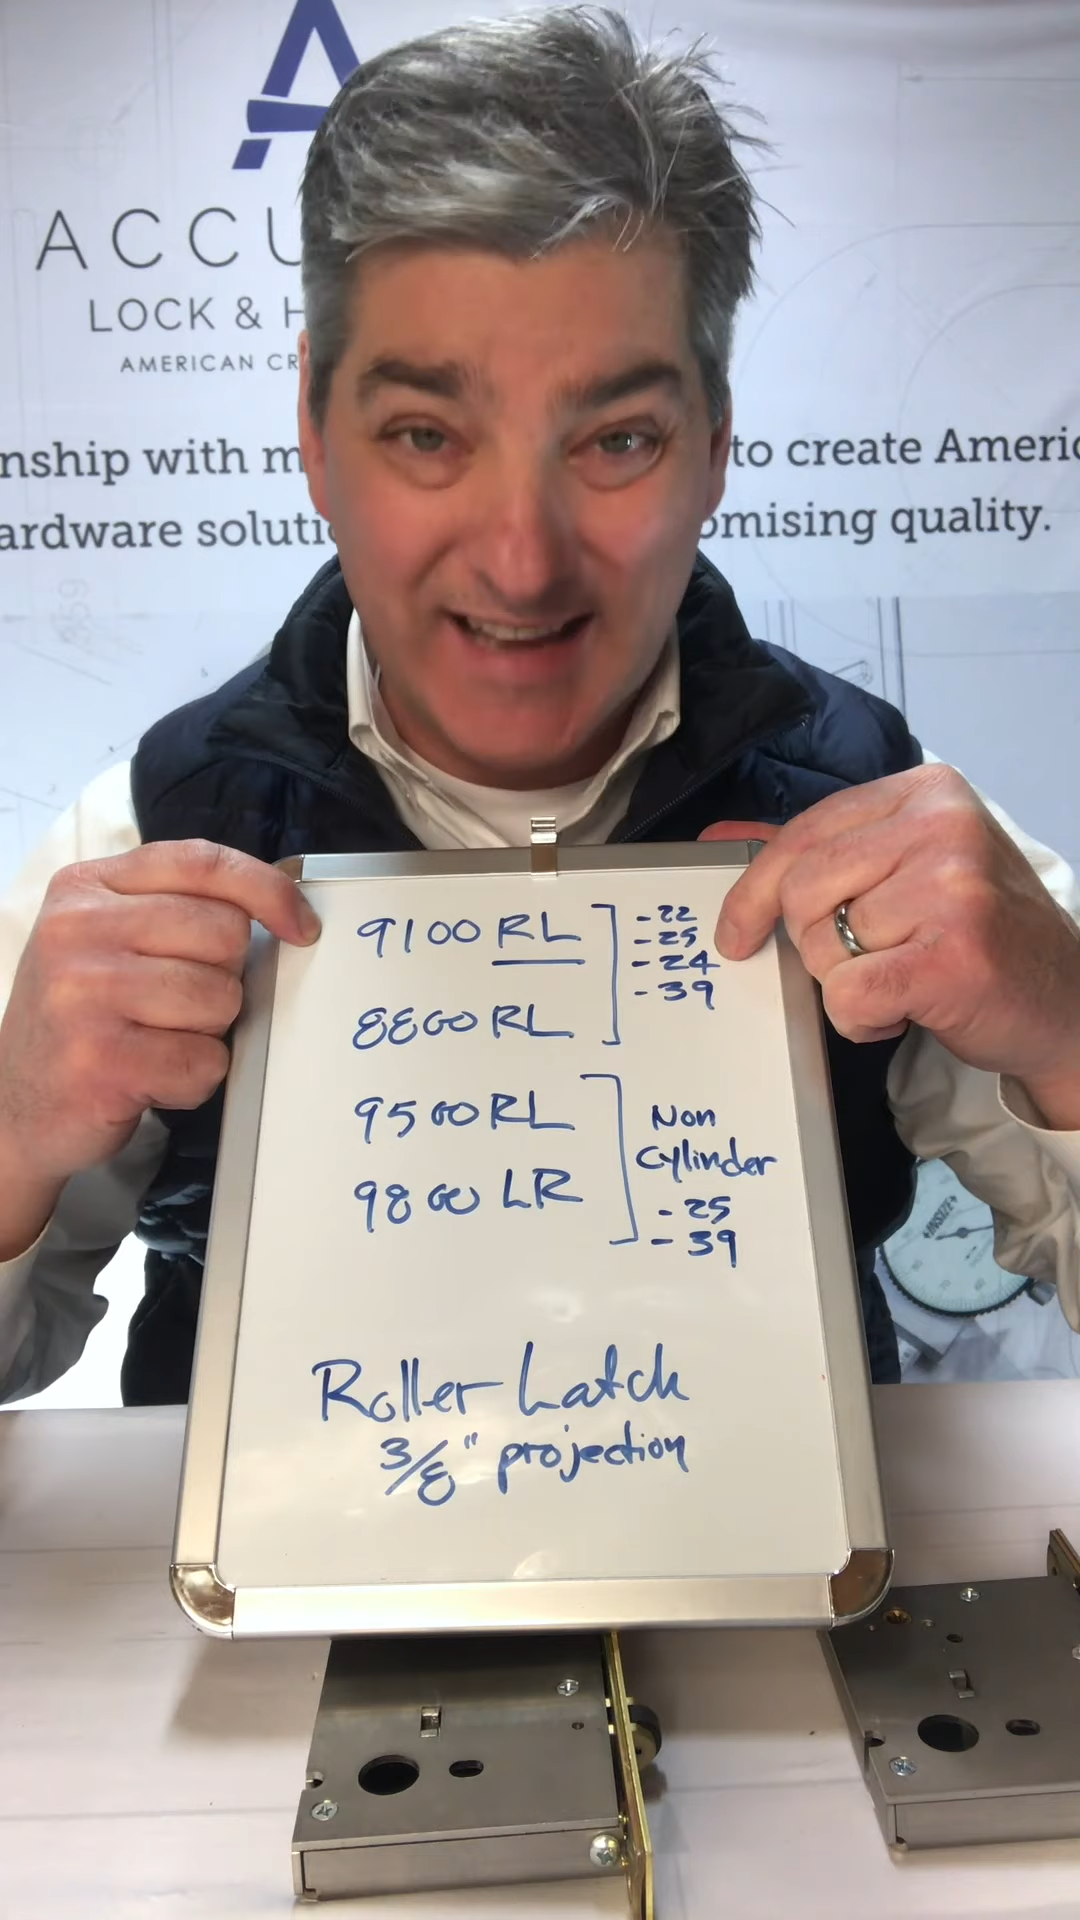 ACCU
LOCK & H
AMERICAN CR
nship with m to create Americ
ardware soluti omising quality.
9100 RL
-22
-25
-24
-39
8800 RL
9500 RL
9800 LR
Non
Cylinder
-25
-39
Roller Latch
3/8" projection
INSIZE